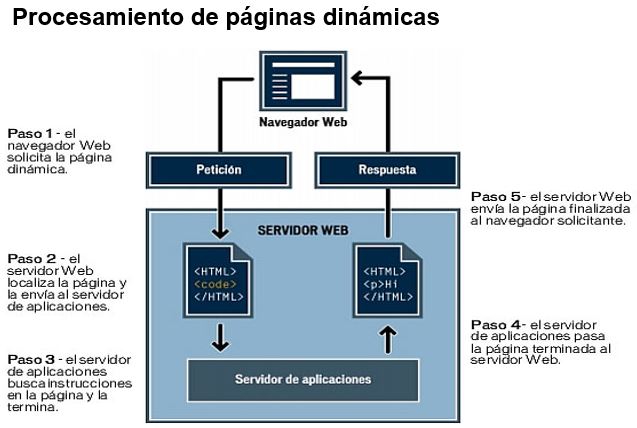 Procesamiento de páginas dinámicas
Navegador Web
Paso 1 - el
navegador Web
solicita la página
dinámica.
Petición
Respuesta
Paso 5- el servidor Web
envía la página finalizada
al navegador solicitante.
SERVIDOR WEB
Paso 2 - el
servidor Web
localiza la página y
la envía al servidor
de aplicaciones.
<HTML>
<code>
</HTML>
<HTML>
<p>Hi
</HTML>
Paso 4- el servidor
de aplicaciones pasa
la página terminada al
servidor Web.
Paso 3 - el servidor
de aplicaciones
busca instrucciones
en la página y la
termina.
Servidor de aplicaciones